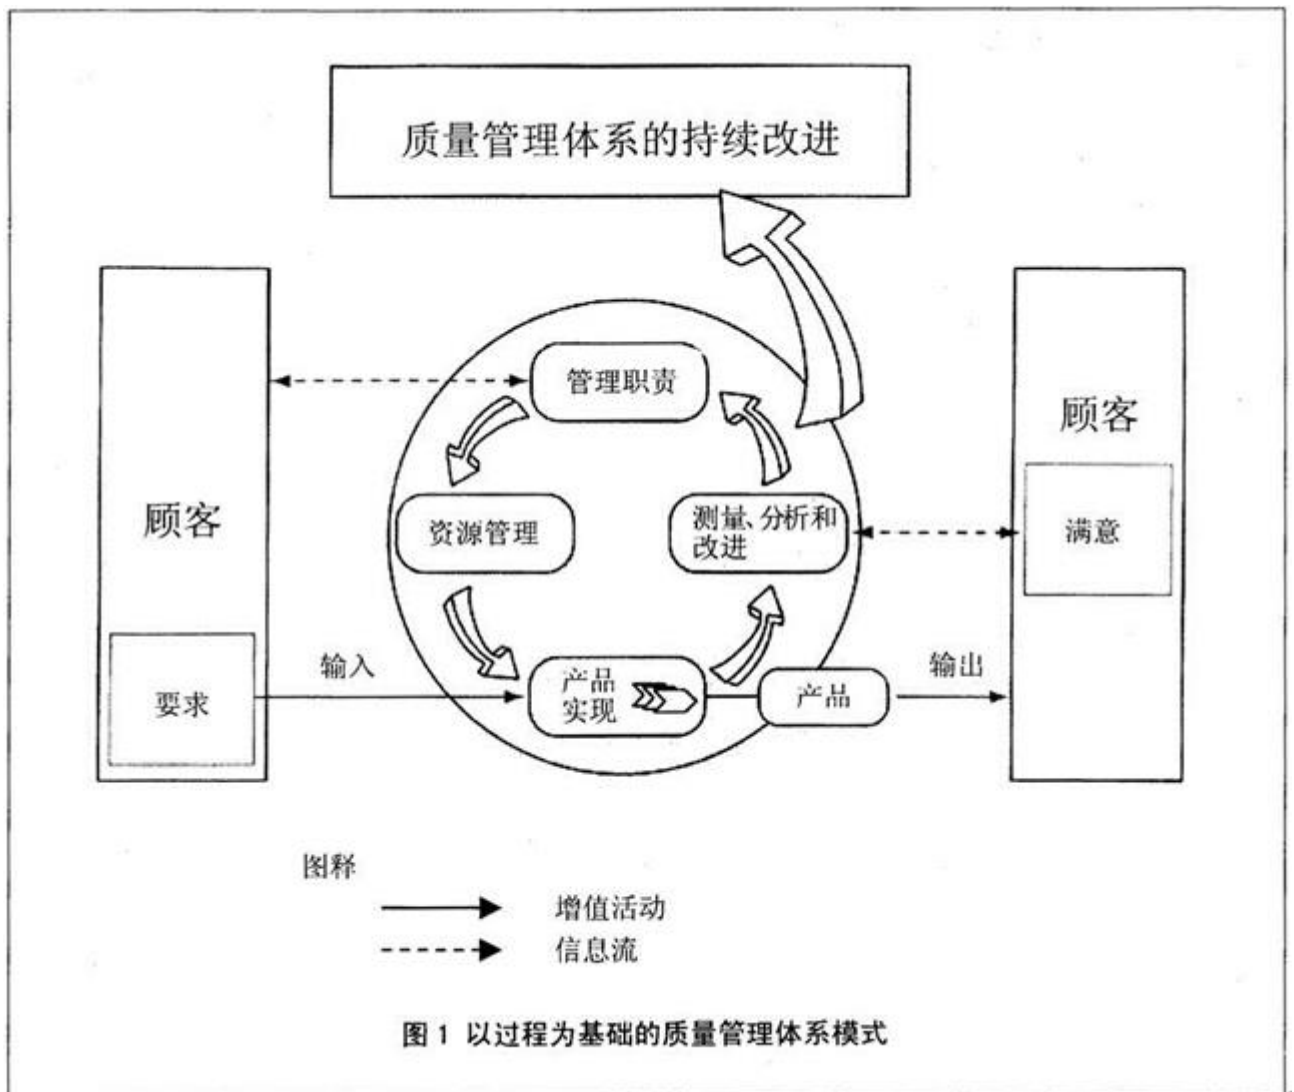 质量管理体系的持续改进
管理职责
顾客
顾客
资源管理
测量、分析和
改进
满意
输入
输出
要求
产品
实现
产品
图释
增值活动
信息流
图 1 以过程为基础的质量管理体系模式